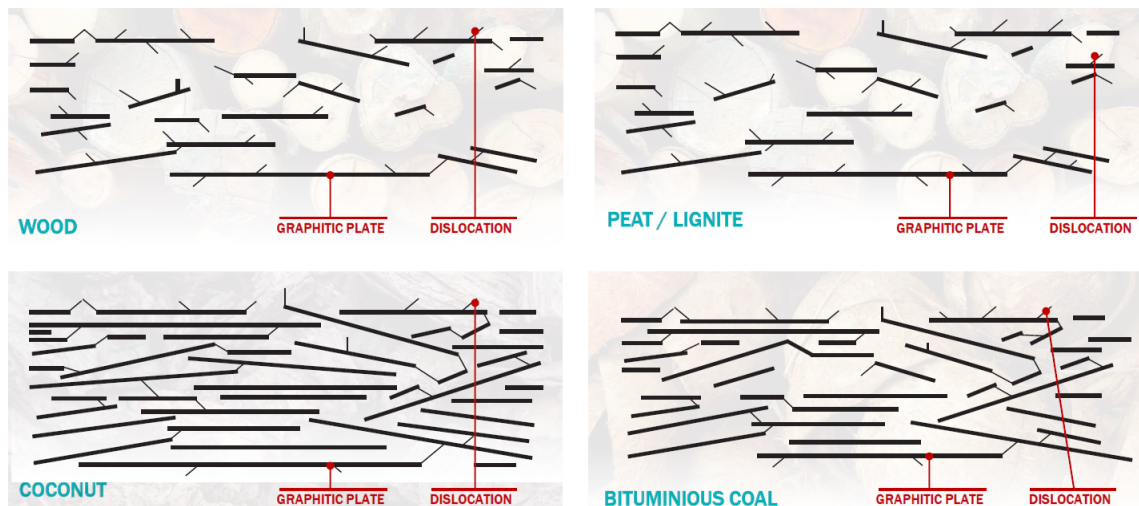 WOOD
GRAPHITIC PLATE
DISLOCATION
PEAT / LIGNITE
GRAPHITIC PLATE
DISLOCATION
COCONUT
GRAPHITIC PLATE
DISLOCATION
BITUMINIOUS COAL
GRAPHITIC PLATE
DISLOCATION